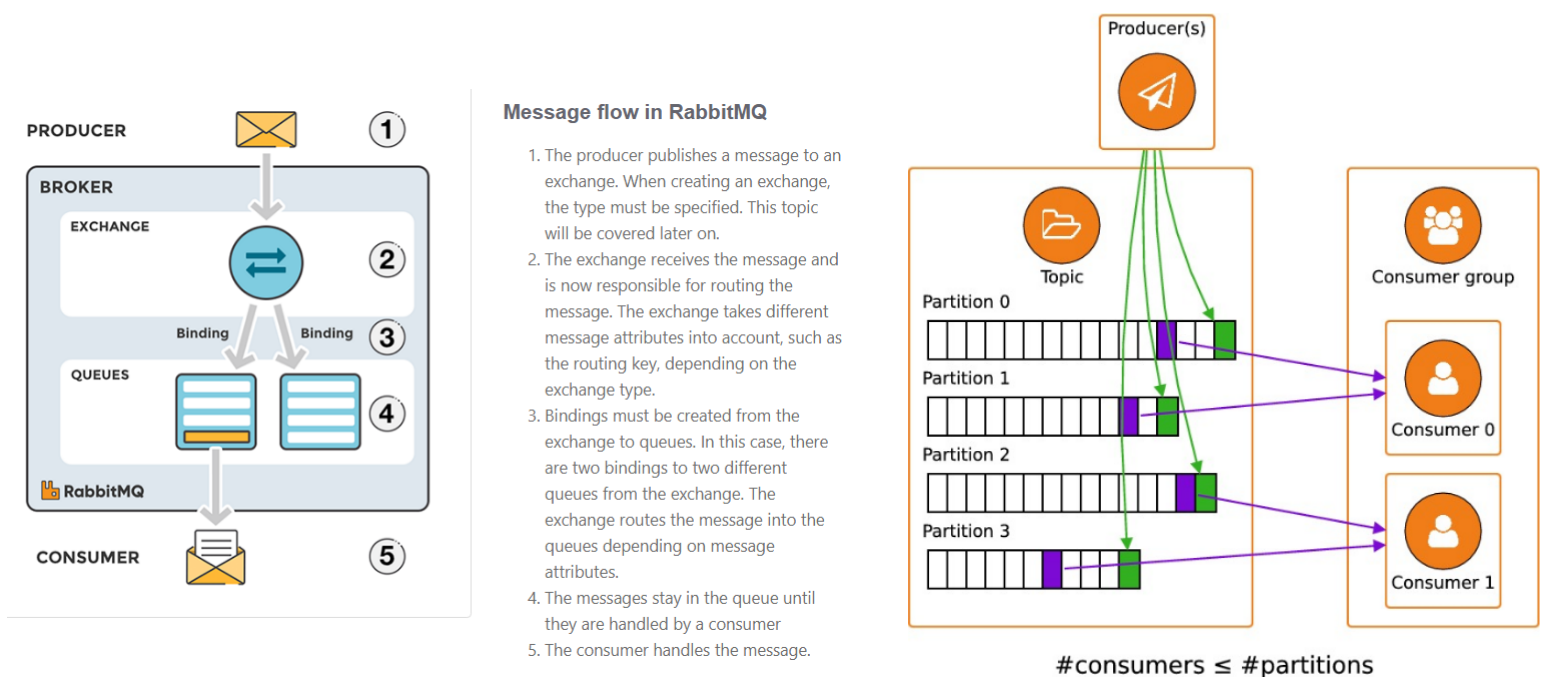 PRODUCER
1
BROKER
EXCHANGE
2
Binding
Binding
3
QUEUES
4
RabbitMQ
CONSUMER
5
Message flow in RabbitMQ
1. The producer publishes a message to an
exchange. When creating an exchange,
the type must be specified. This topic
will be covered later on.
2. The exchange receives the message and
is now responsible for routing the
message. The exchange takes different
message attributes into account, such as
the routing key, depending on the
exchange type.
3. Bindings must be created from the
exchange to queues. In this case, there
are two bindings to two different
queues from the exchange. The
exchange routes the message into the
queues depending on message
attributes.
4. The messages stay in the queue until
they are handled by a consumer
5. The consumer handles the message.
Producer(s)
Topic
Partition 0
Partition 1
Partition 2
Partition 3
Consumer group
Consumer 0
Consumer 1
#consumers ≤ #partitions